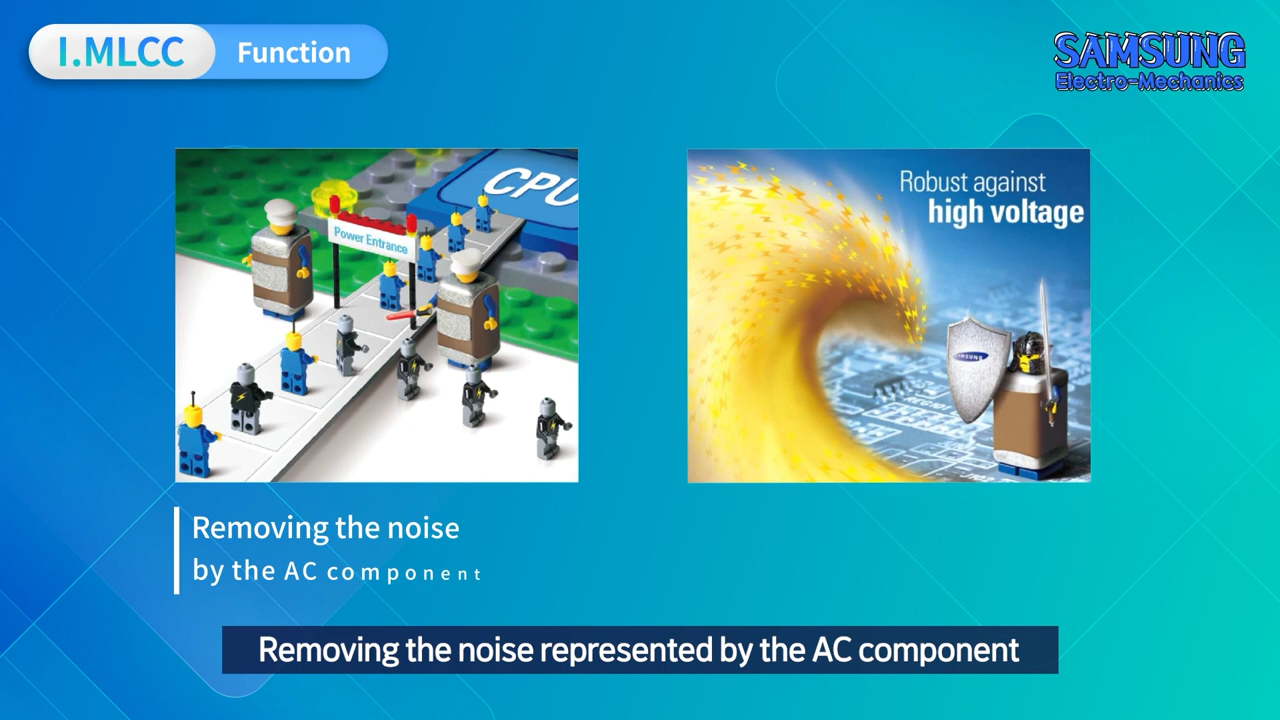 I.MLCC
Function
SAMSUNG
Electro-Mechanics
CPU
Power Entrance
Robust against
high voltage
SAMSUNG
Removing the noise
by the AC component
Removing the noise represented by the AC component